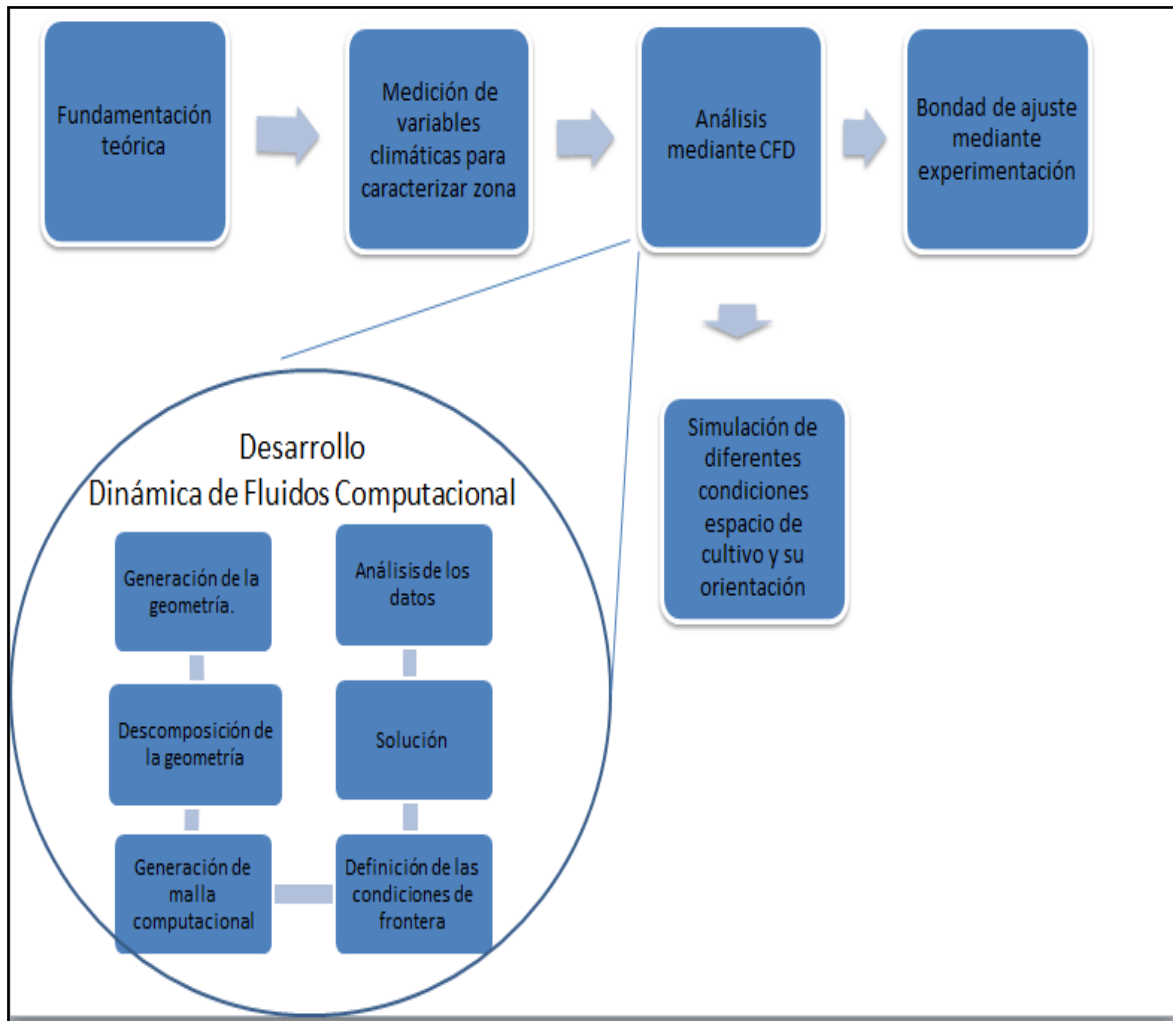 Fundamentación
teórica
Medición de
variables
climáticas para
caracterizar zona
Análisis
mediante CFD
Bondad de ajuste
mediante
experimentación
Simulación de
diferentes
condiciones
espacio de
cultivo y su
orientación
Desarrollo
Dinámica de Fluidos Computacional
Generación de la
geometría.
Descomposición de
la geometría
Generación de
malla
computacional
Definición de las
condiciones de
frontera
Solución
Análisis de los
datos